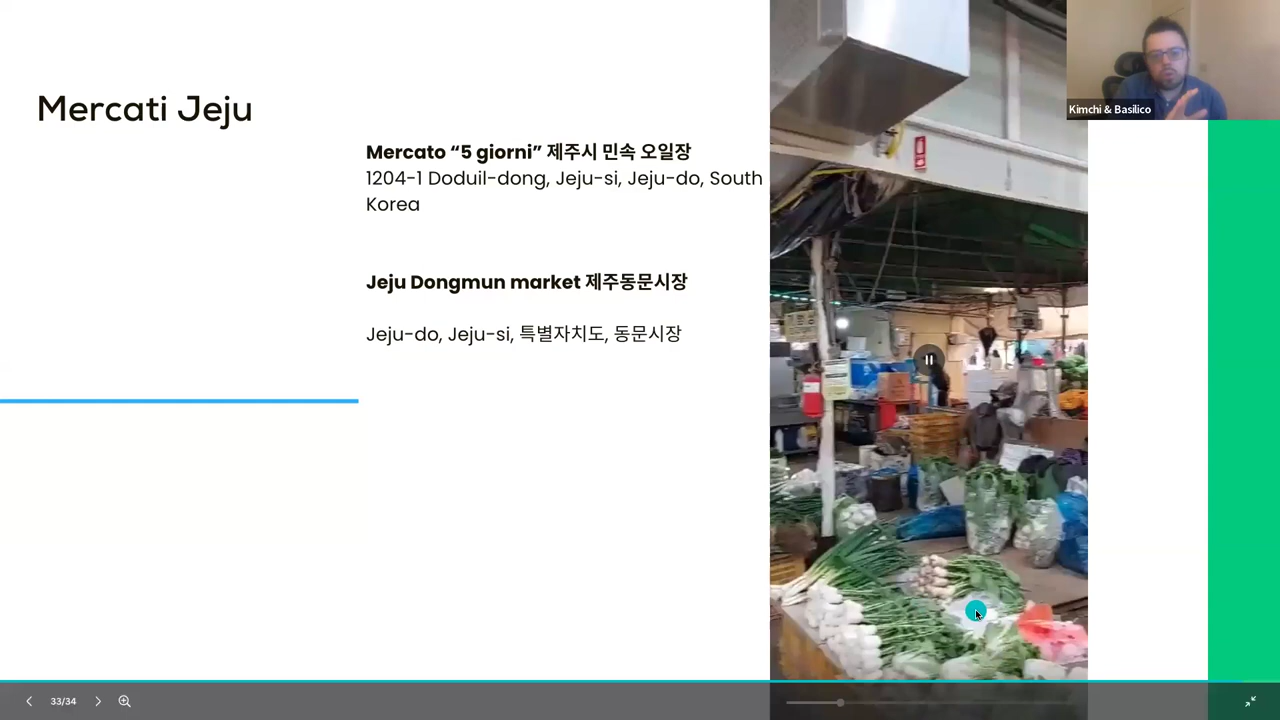 Mercati Jeju
Kimchi & Basilico
Mercato “5 giorni” 제주시 민속 오일장
1204-1 Doduil-dong, Jeju-si, Jeju-do, South
Korea
Jeju Dongmun market 제주동문시장
Jeju-do, Jeju-si, 특별자치도, 동문시장
33/34